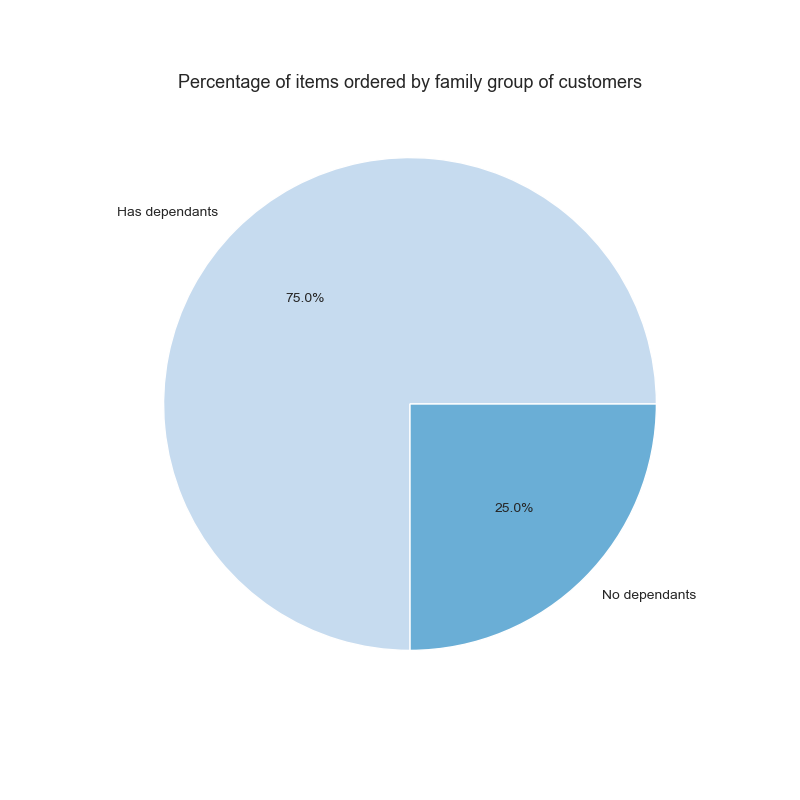 Percentage of items ordered by family group of customers
Has dependants
75.0%
25.0%
No dependants